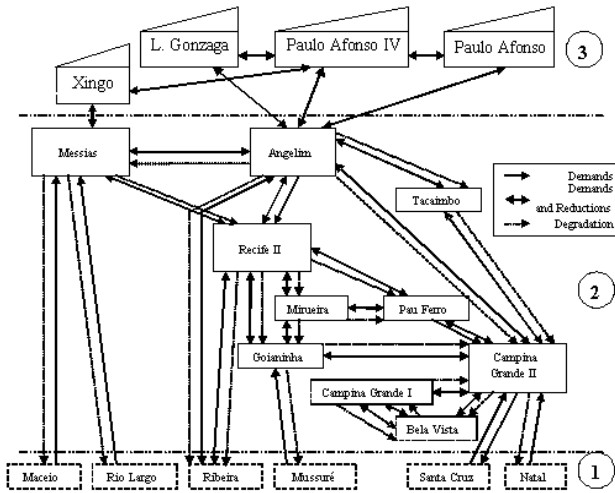 L. Gonzaga
Paulo Afonso IV
Paulo Afonso
3
Xingo
Messias
Angelim
Demands
Demands
and Reductions
Degradation
Tacaimbo
Recife II
2
Mirueira
Pau Ferro
Goianinha
Campina
Grande II
Campina Grande I
Bela Vista
1
Maceio
Rio Largo
Ribeira
Mussuré
Santa Cruz
Natal